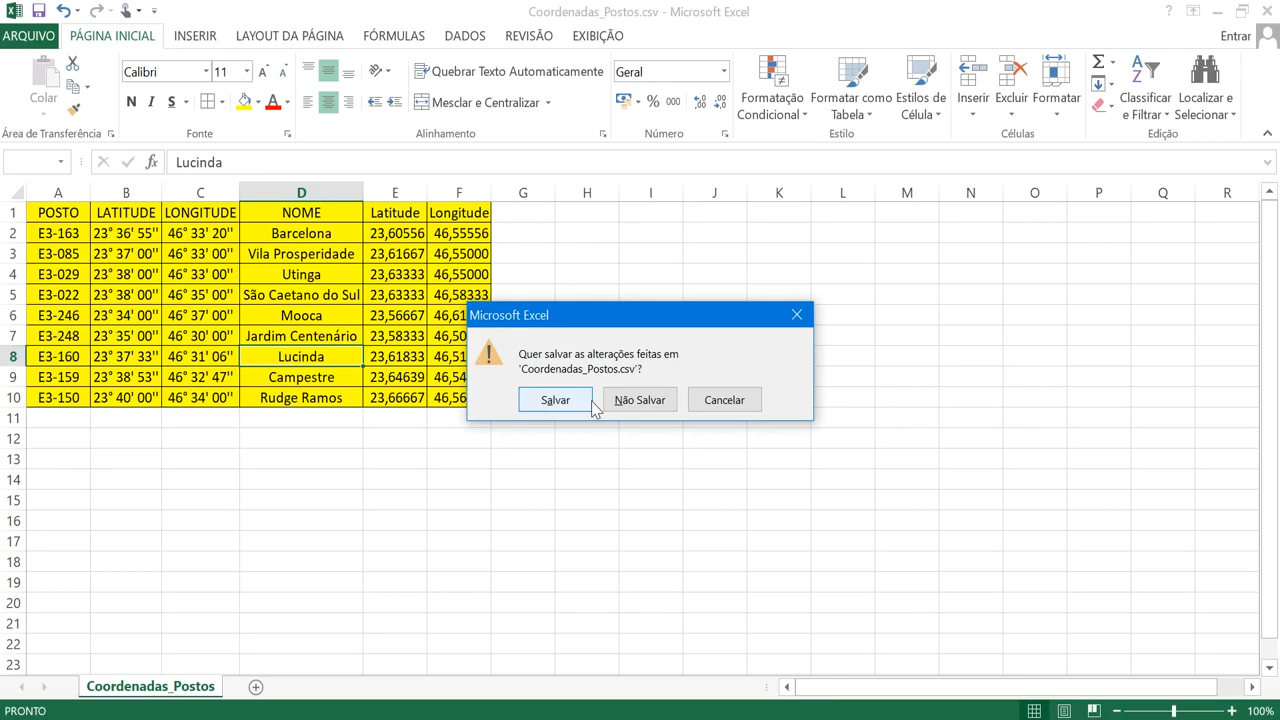 Coordenadas_Postos.csv - Microsoft Excel
ARQUIVO PÁGINA INICIAL INSERIR LAYOUT DA PÁGINA FÓRMULAS DADOS REVISÃO EXIBIÇÃO Entrar
Colar Calibri 11 Quebrar Texto Automaticamente Geral
N I S Mesclar e Centralizar % 000
Formatação Condicional
Formatar como Tabela
Estilos de Célula
Inserir Excluir Formatar
Classificar e Filtrar
Localizar e Selecionar
Área de Transferência Fonte Alinhamento Número Estilo Células Edição
fx Lucinda
A B C D E F G H I J K L M N O P Q R
1 POSTO LATITUDE LONGITUDE NOME Latitude Longitude
2 E3-163 23° 36' 55'' 46° 33' 20'' Barcelona 23,60556 46,55556
3 E3-085 23° 37' 00'' 46° 33' 00'' Vila Prosperidade 23,61667 46,55000
4 E3-029 23° 38' 00'' 46° 33' 00'' Utinga 23,63333 46,55000
5 E3-022 23° 38' 00'' 46° 35' 00'' São Caetano do Sul 23,63333 46,58333
6 E3-246 23° 34' 00'' 46° 37' 00'' Mooca 23,56667 46,61
7 E3-248 23° 35' 00'' 46° 30' 00'' Jardim Centenário 23,58333 46,50
8 E3-160 23° 37' 33'' 46° 31' 06'' Lucinda 23,61833 46,51
9 E3-159 23° 38' 53'' 46° 32' 47'' Campestre 23,64639 46,54
10 E3-150 23° 40' 00'' 46° 34' 00'' Rudge Ramos 23,66667 46,56
11
12
13
14
15
16
17
18
19
20
21
22
23
Microsoft Excel
Quer salvar as alterações feitas em
'Coordenadas_Postos.csv'?
Salvar Não Salvar Cancelar
Coordenadas_Postos
PRONTO 100%